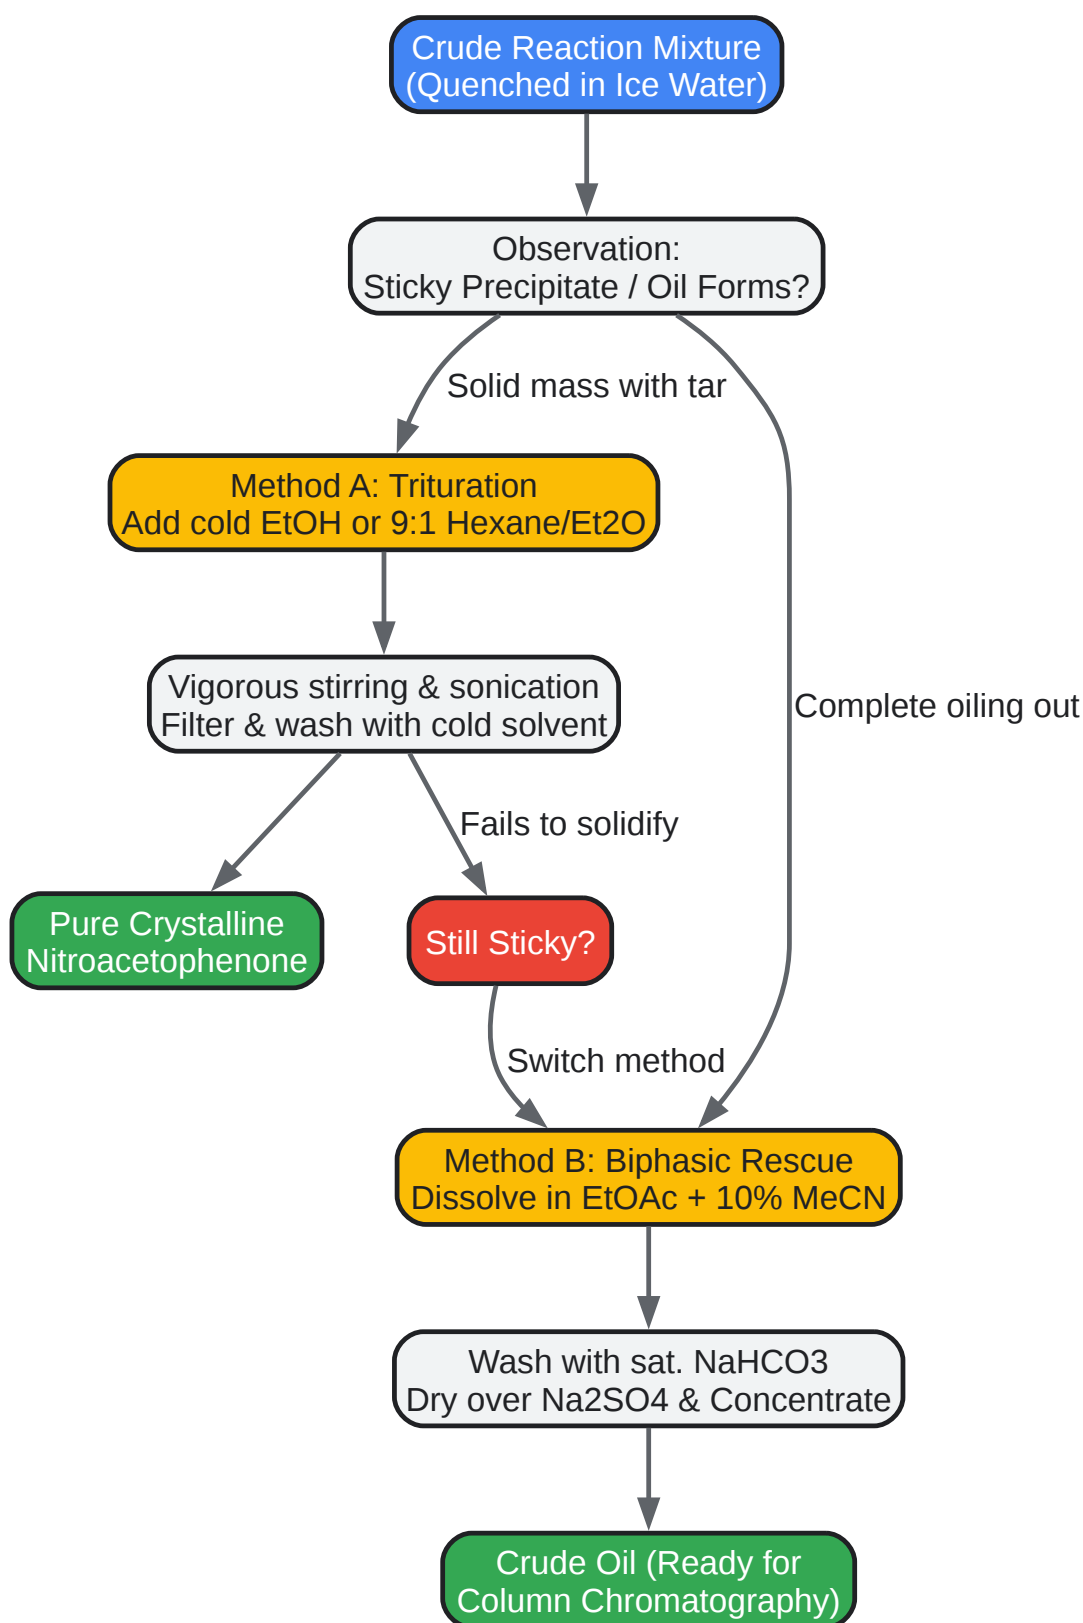 Crude Reaction Mixture
(Quenched in Ice Water)
Observation:
Sticky Precipitate / Oil Forms?
Solid mass with tar
Method A: Trituration
Add cold EtOH or 9:1 Hexane/Et2O
Vigorous stirring & sonication
Filter & wash with cold solvent
Complete oiling out
Fails to solidify
Pure Crystalline
Nitroacetophenone
Still Sticky?
Switch method
Method B: Biphasic Rescue
Dissolve in EtOAc + 10% MeCN
Wash with sat. NaHCO3
Dry over Na2SO4 & Concentrate
Crude Oil (Ready for
Column Chromatography)